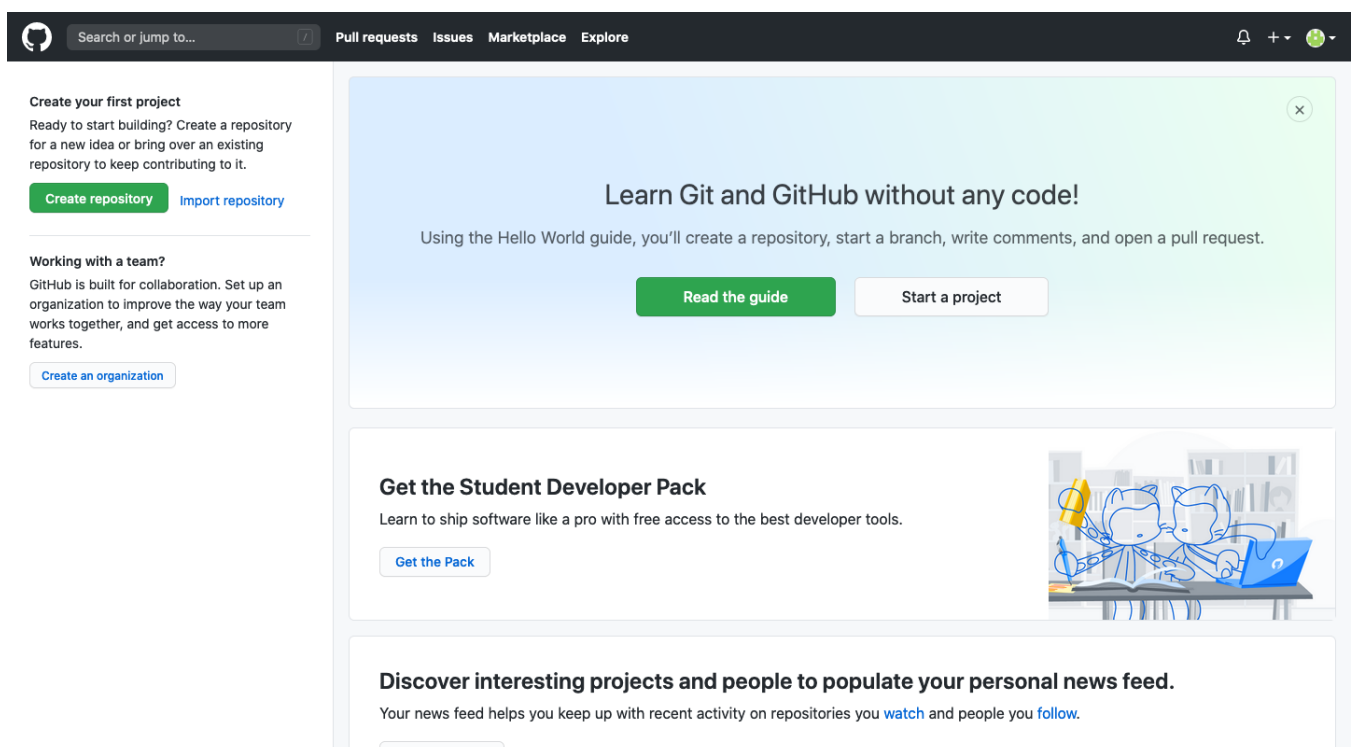 Search or jump to... /
Pull requests Issues Marketplace Explore
Create your first project
Ready to start building? Create a repository
for a new idea or bring over an existing
repository to keep contributing to it.
Create repository Import repository
Working with a team?
GitHub is built for collaboration. Set up an
organization to improve the way your team
works together, and get access to more
features.
Create an organization
Learn Git and GitHub without any code!
Using the Hello World guide, you’ll create a repository, start a branch, write comments, and open a pull request.
Read the guide Start a project
Get the Student Developer Pack
Learn to ship software like a pro with free access to the best developer tools.
Get the Pack
Discover interesting projects and people to populate your personal news feed.
Your news feed helps you keep up with recent activity on repositories you watch and people you follow.